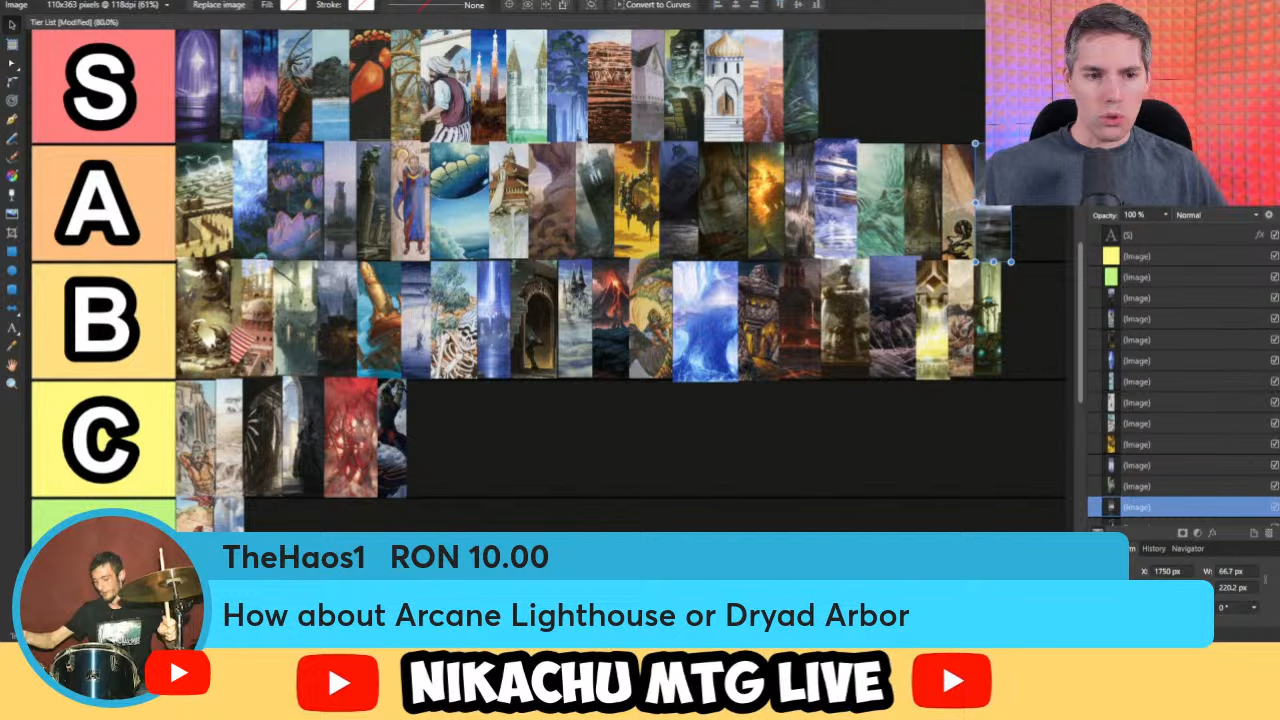 Image 110x363 pixels @ 118dpi (61%) Replace image Fill: Stroke: None Convert to Curves
Tier List [Modified] (80.0%)
S
A
B
C
Opacity: 100 % Normal
A (S) fx
(Image)
(Image)
(Image)
(Image)
(Image)
(Image)
(Image)
(Image)
(Image)
(Image)
(Image)
(Image)
(Image)
History Navigator
X: 1750 px W: 66.7 px
220.2 px
0 °
TheHaos1 RON 10.00
How about Arcane Lighthouse or Dryad Arbor
NIKACHU MTG LIVE